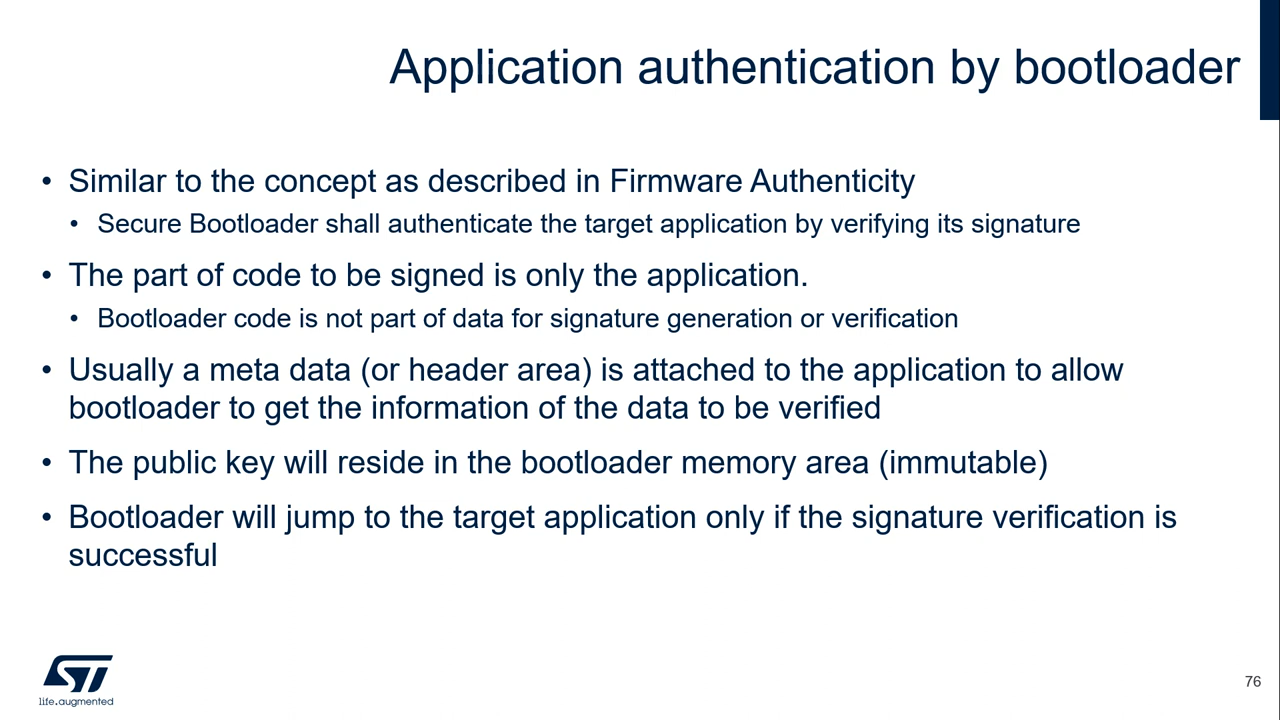 Application authentication by bootloader
• Similar to the concept as described in Firmware Authenticity
• Secure Bootloader shall authenticate the target application by verifying its signature
• The part of code to be signed is only the application.
• Bootloader code is not part of data for signature generation or verification
• Usually a meta data (or header area) is attached to the application to allow
bootloader to get the information of the data to be verified
• The public key will reside in the bootloader memory area (immutable)
• Bootloader will jump to the target application only if the signature verification is
successful
ST
life.augmented
76